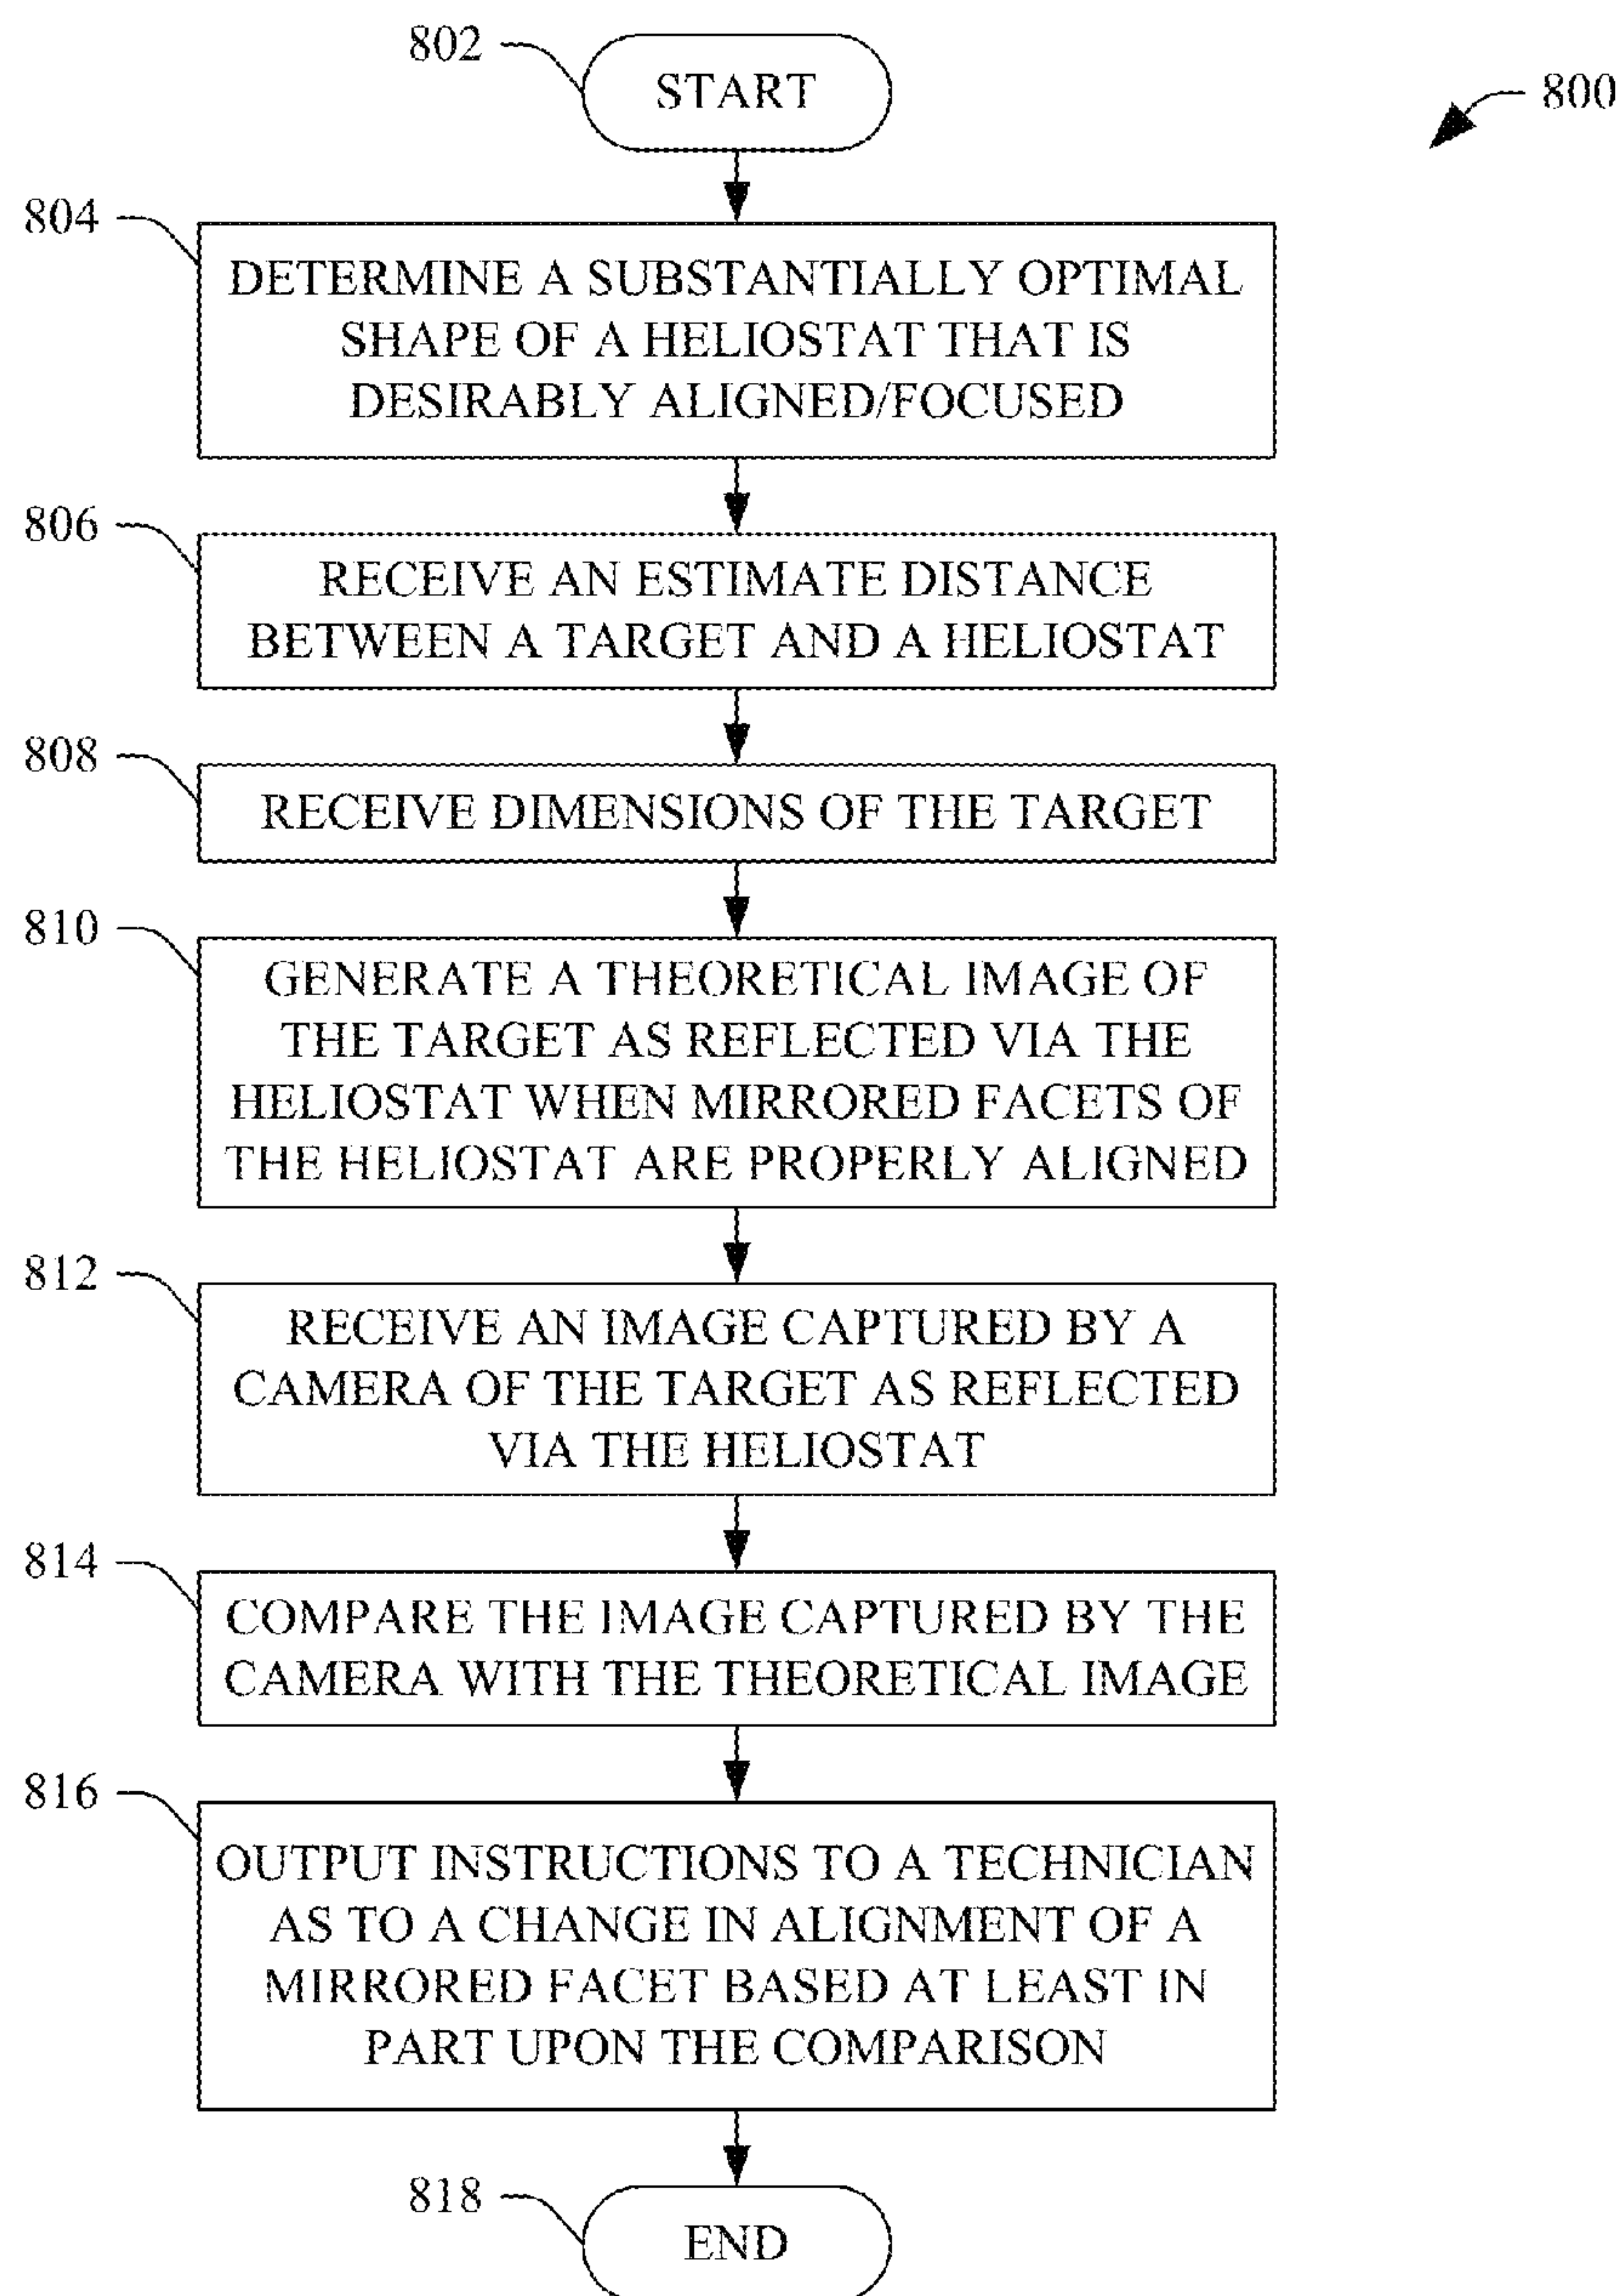 802
START
800
804
DETERMINE A SUBSTANTIALLY OPTIMAL
SHAPE OF A HELIOSTAT THAT IS
DESIRABLY ALIGNED/FOCUSED
806
RECEIVE AN ESTIMATE DISTANCE
BETWEEN A TARGET AND A HELIOSTAT
808
RECEIVE DIMENSIONS OF THE TARGET
810
GENERATE A THEORETICAL IMAGE OF
THE TARGET AS REFLECTED VIA THE
HELIOSTAT WHEN MIRRORED FACETS OF
THE HELIOSTAT ARE PROPERLY ALIGNED
812
RECEIVE AN IMAGE CAPTURED BY A
CAMERA OF THE TARGET AS REFLECTED
VIA THE HELIOSTAT
814
COMPARE THE IMAGE CAPTURED BY THE
CAMERA WITH THE THEORETICAL IMAGE
816
OUTPUT INSTRUCTIONS TO A TECHNICIAN
AS TO A CHANGE IN ALIGNMENT OF A
MIRRORED FACET BASED AT LEAST IN
PART UPON THE COMPARISON
818
END